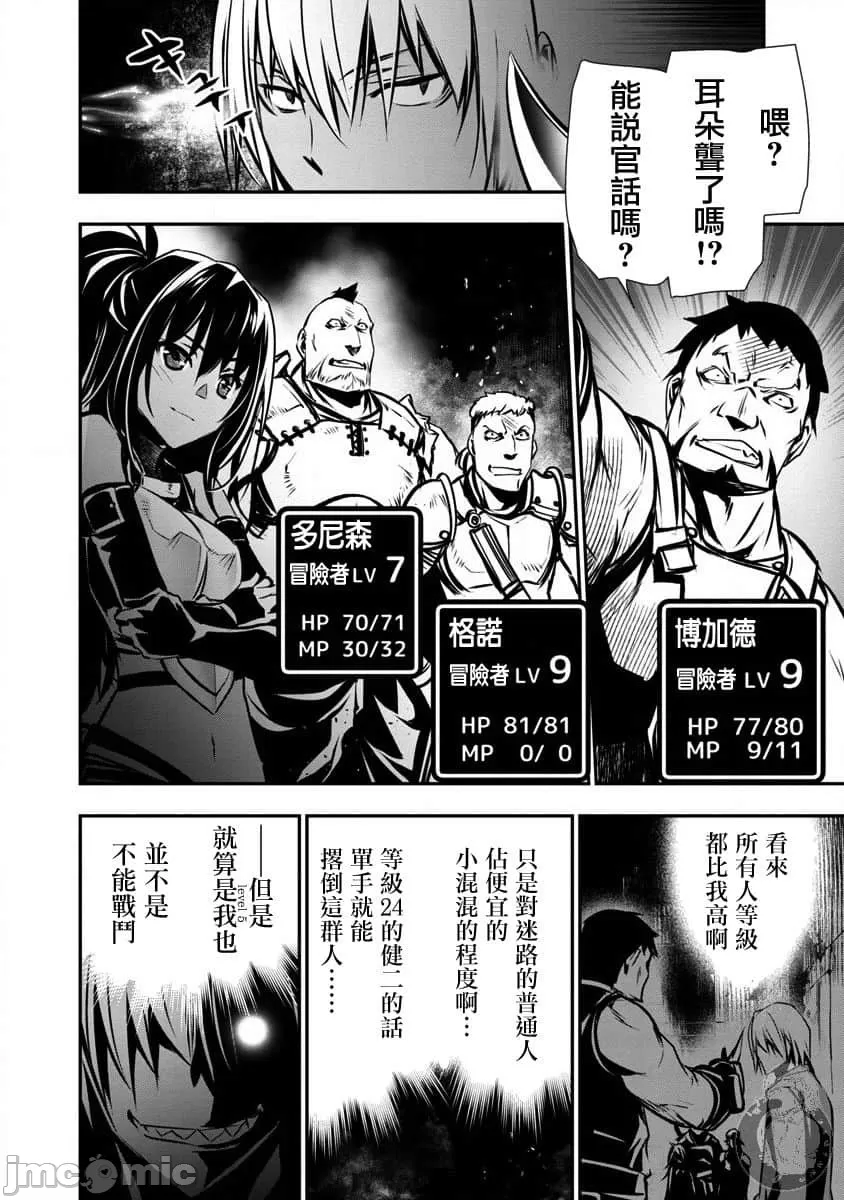 喂?
耳朵聾了嗎!?
能說官話嗎?
博加德
冒險者 LV 9
HP 77/80
MP 9/11
格諾
冒險者 LV 9
HP 81/81
MP 0/ 0
多尼森
冒險者 LV 7
HP 70/71
MP 30/32
看來
所有人等級
都比我高啊
只是對迷路的普通人
佔便宜的
小混混的程度啊…
等級24的健二的話
單手就能
撂倒這群人……
──但是
就算是我也
level 5
並不是
不能戰鬥
jmcomic